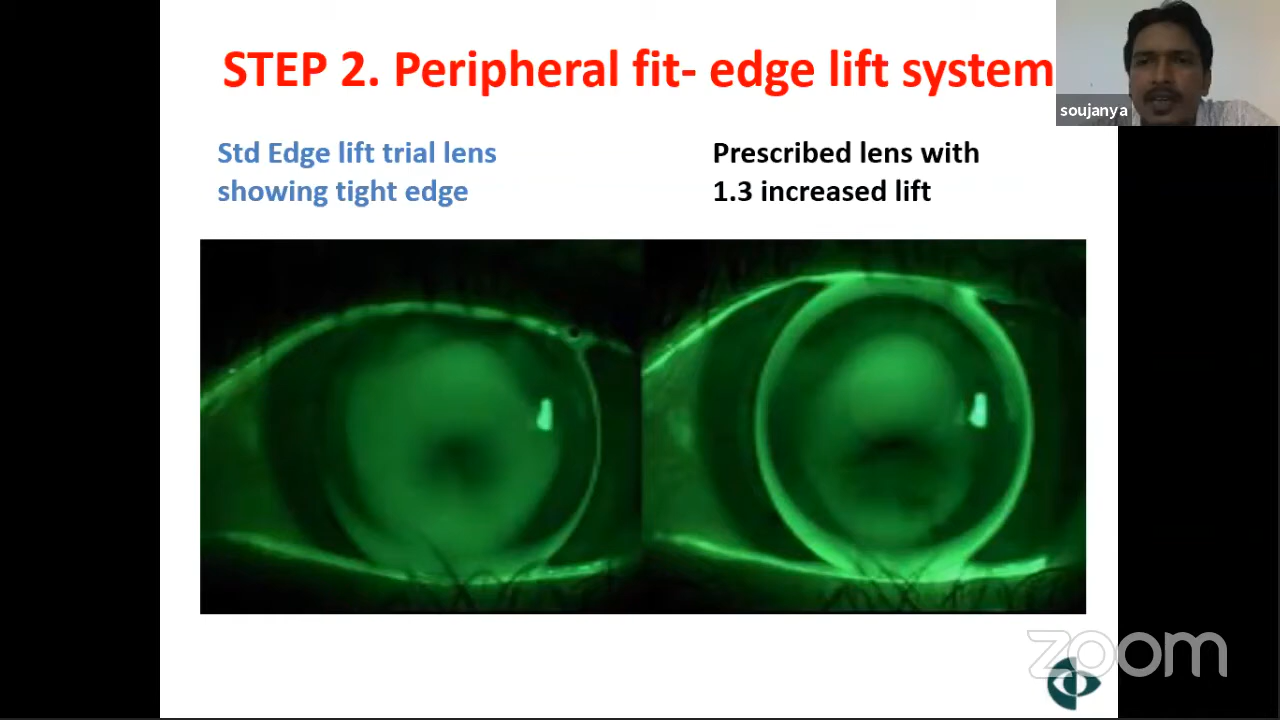 STEP 2. Peripheral fit- edge lift system
soujanya
Std Edge lift trial lens
showing tight edge
Prescribed lens with
1.3 increased lift
zoom